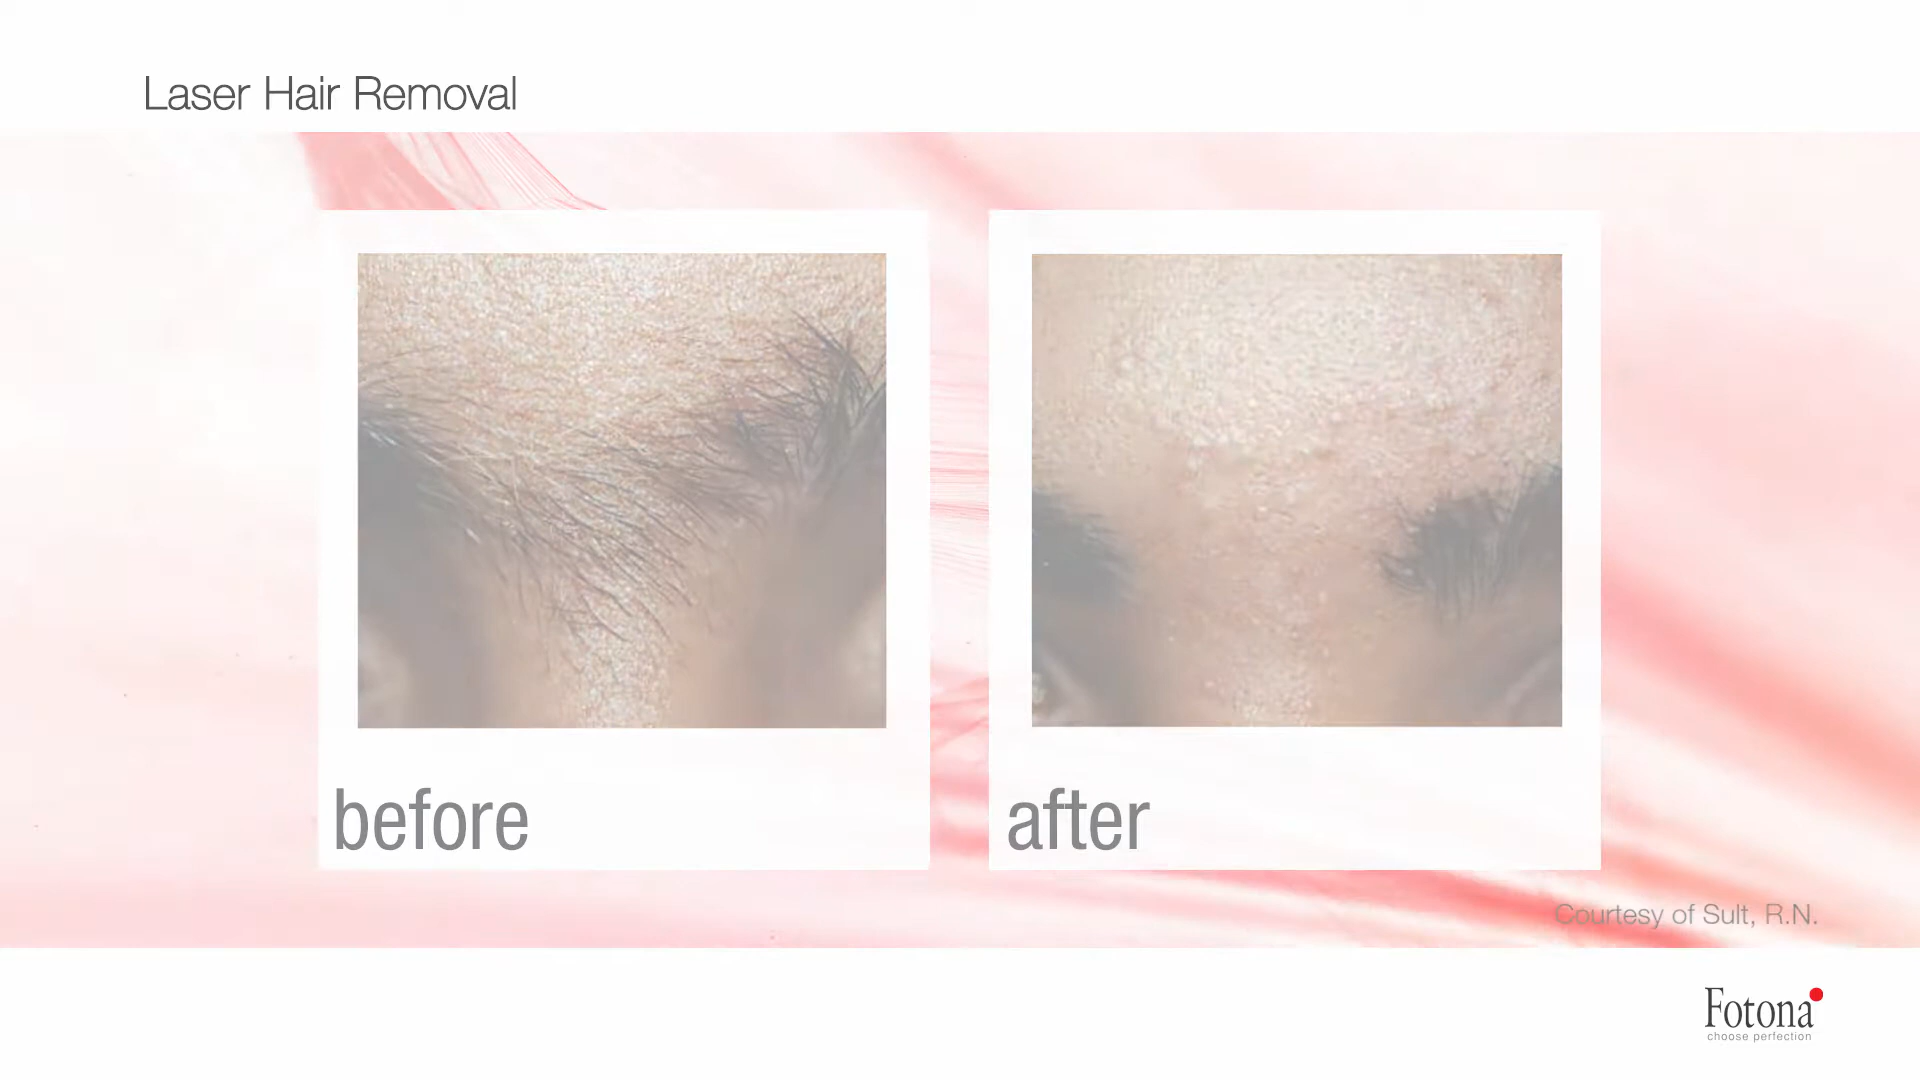 Laser Hair Removal
before
after
Courtesy of Sult, R.N.
Fotona
choose perfection